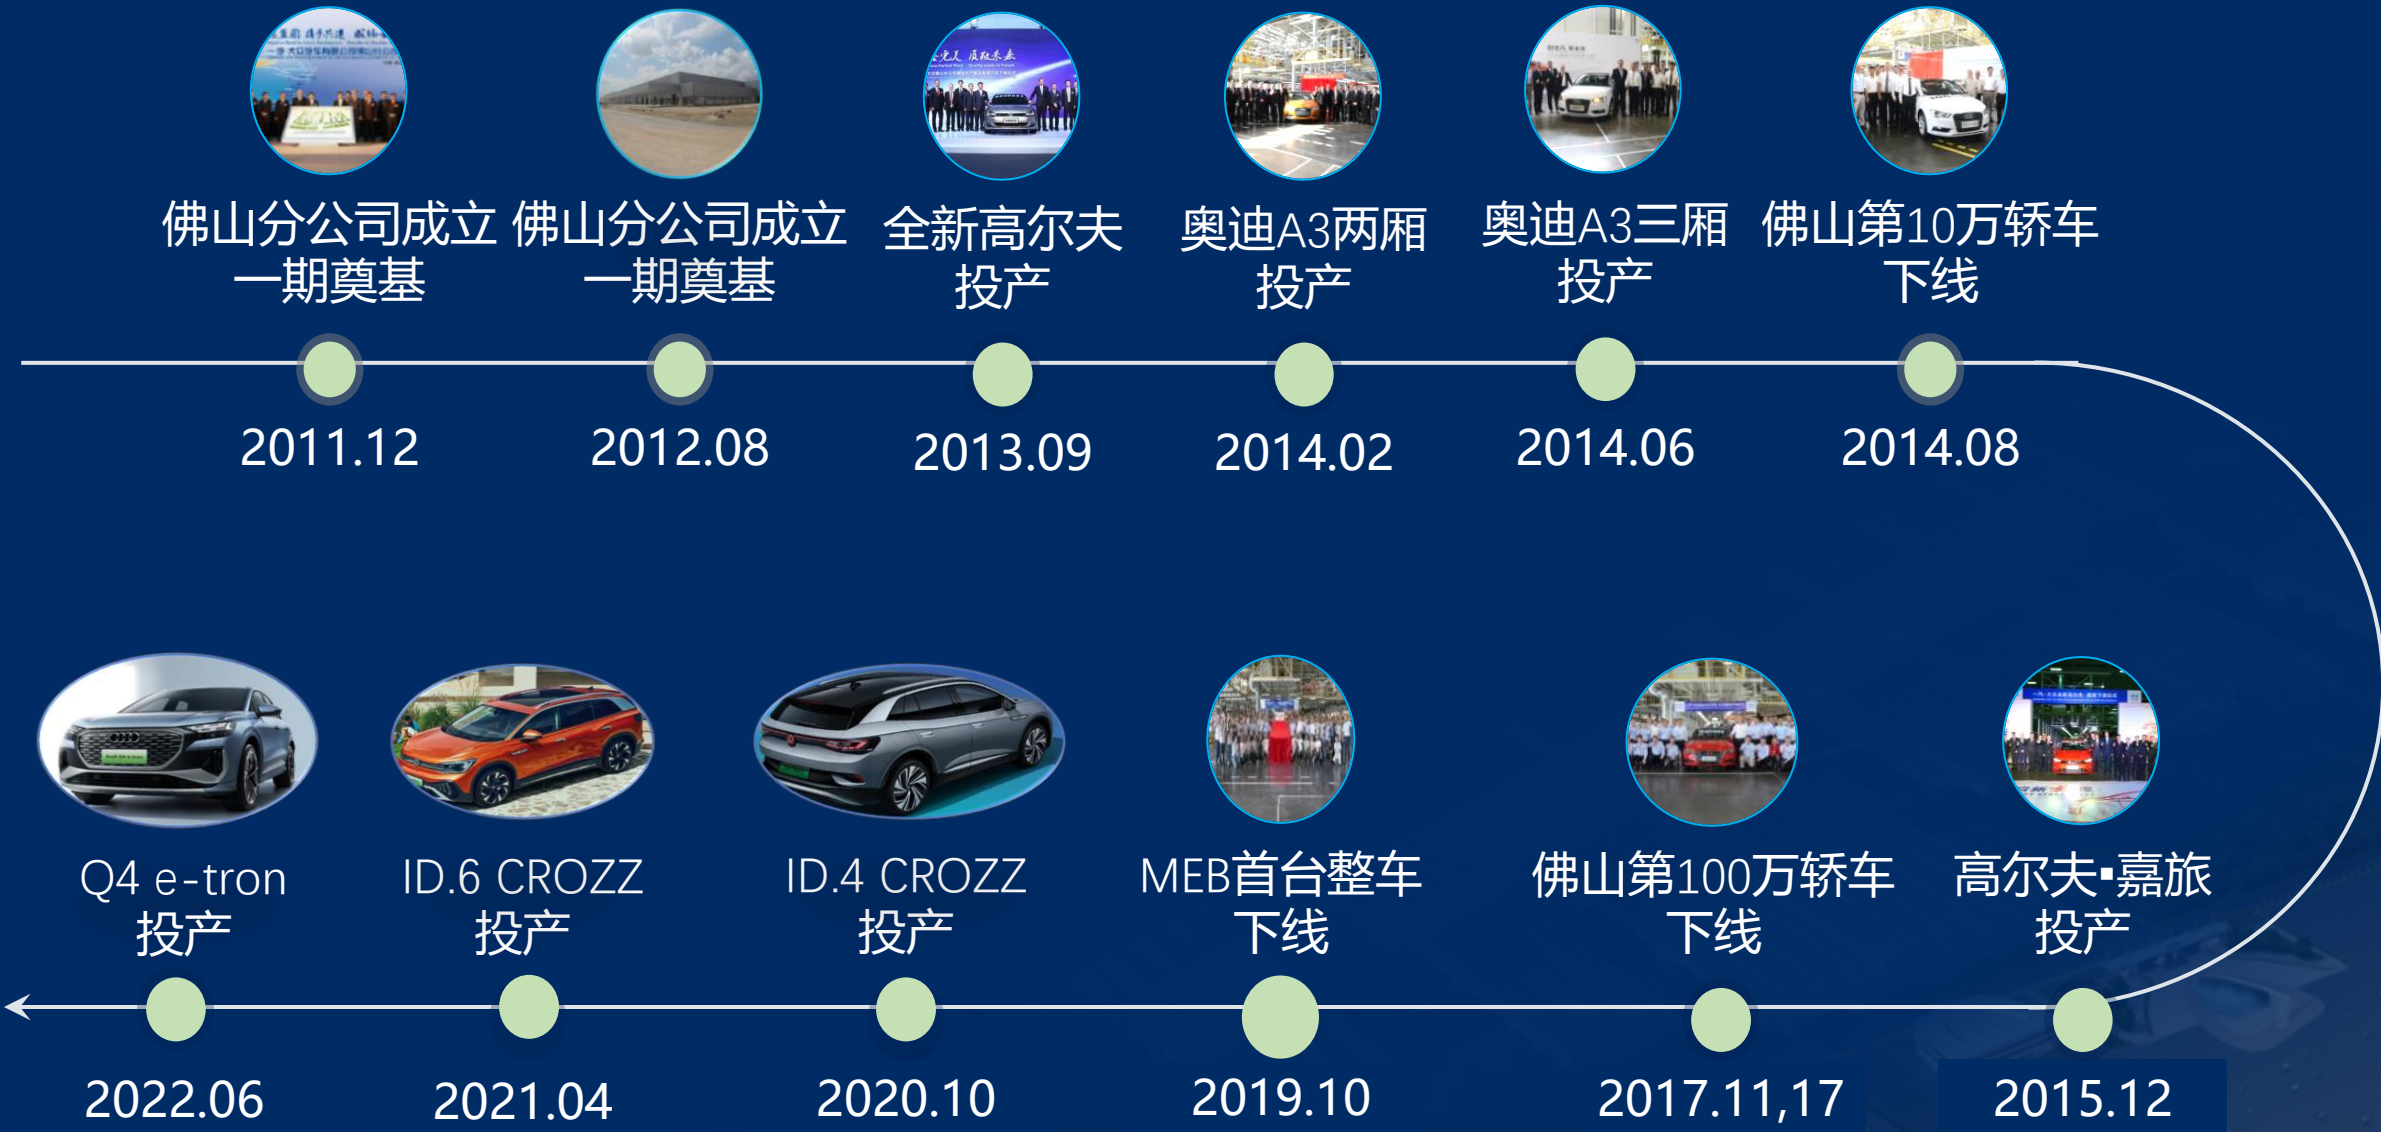 佛山分公司成立
一期奠基
2011.12
佛山分公司成立
一期奠基
2012.08
全新高尔夫
投产
2013.09
奥迪A3两厢
投产
2014.02
奥迪A3三厢
投产
2014.06
佛山第10万轿车
下线
2014.08
高尔夫▪嘉旅
投产
2015.12
佛山第100万轿车
下线
2017.11,17
MEB首台整车
下线
2019.10
ID.4 CROZZ
投产
2020.10
ID.6 CROZZ
投产
2021.04
Q4 e-tron
投产
2022.06